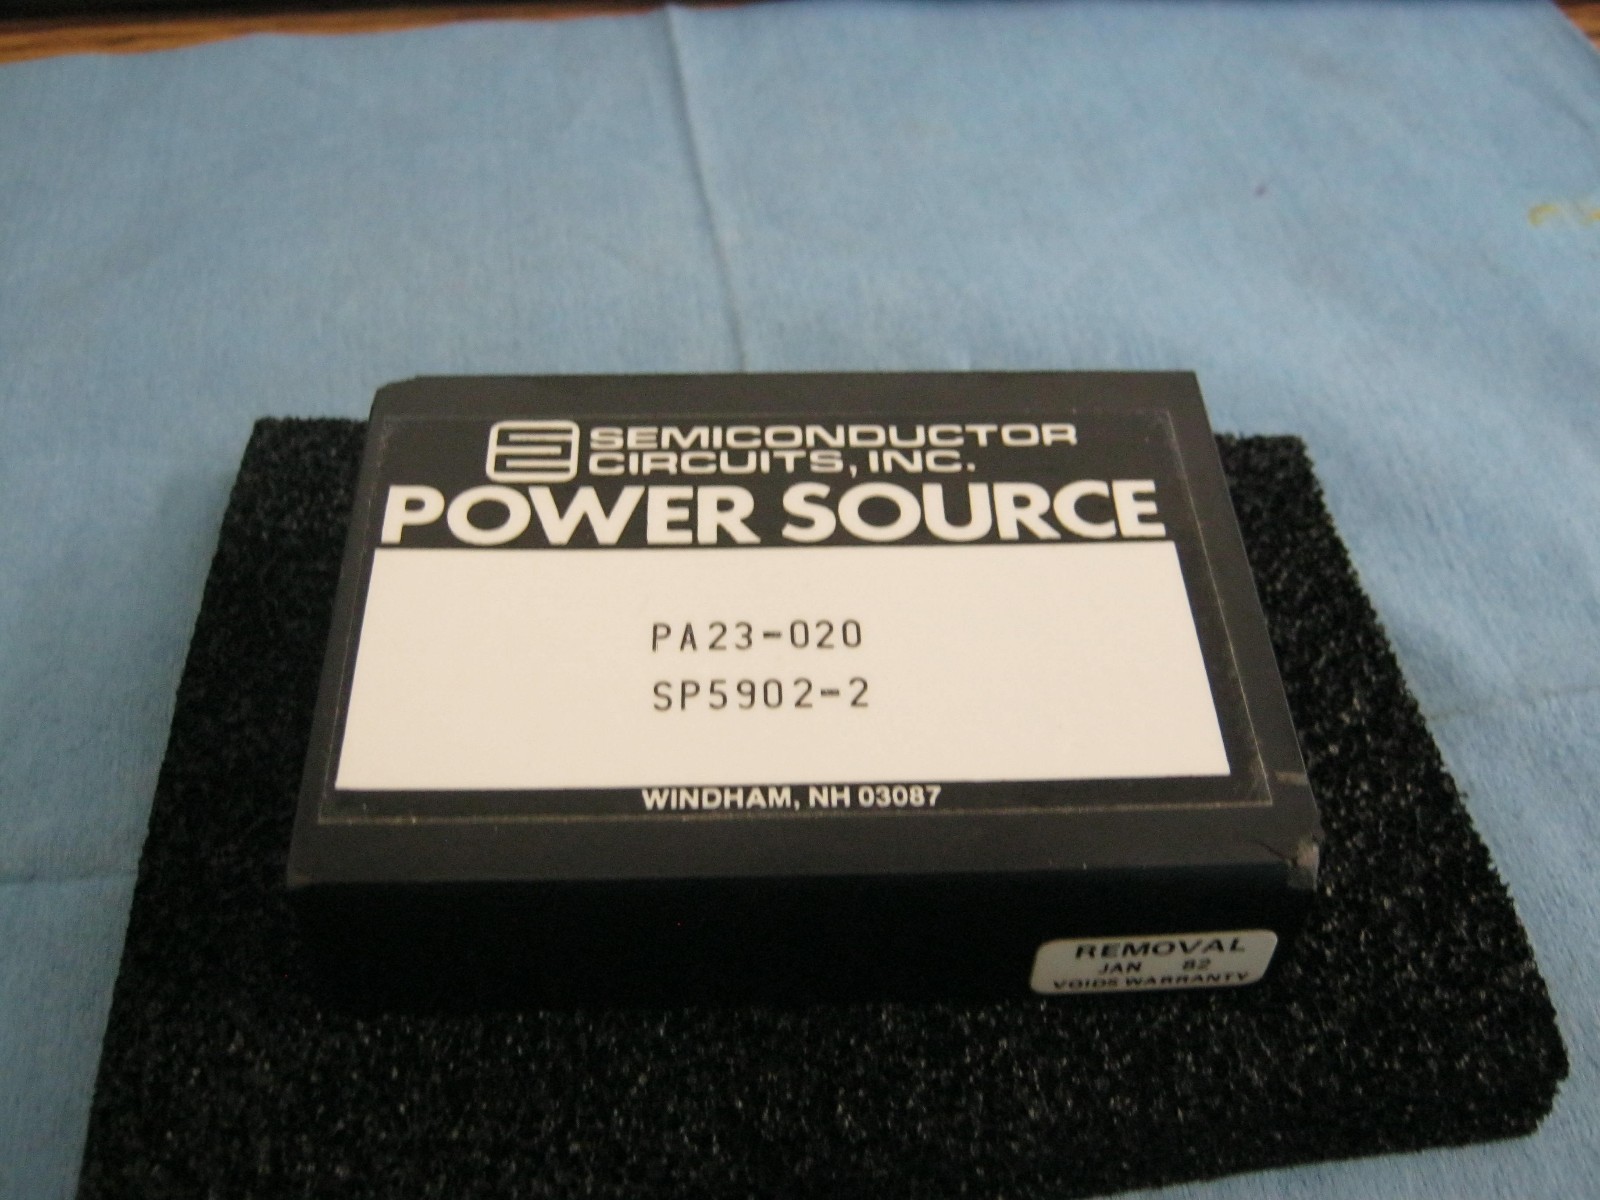 SEMICONDUCTOR
CIRCUITS, INC.
POWER SOURCE
PA23-020
SP5902-2
WINDHAM, NH 03087
REMOVAL
JAN 82
VOIDS WARRANTY